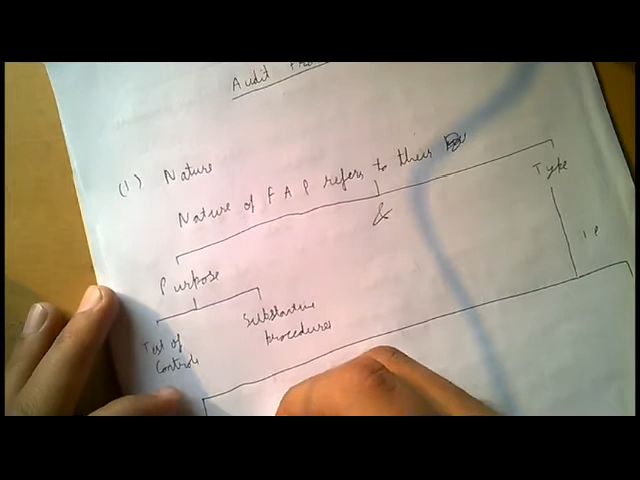 Audit
(1) Nature
Nature of F A P refers to their
&
Type
i.e
Purpose
Test of
Controls
Substantive
procedures